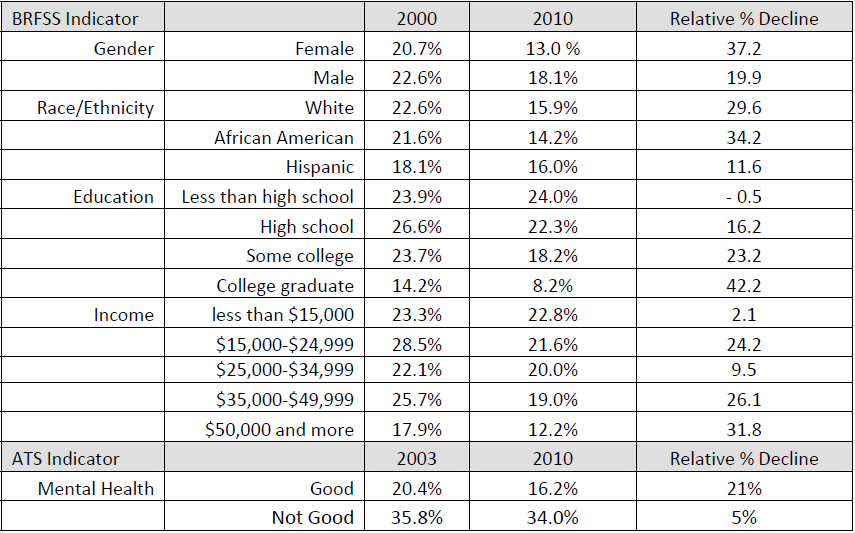 BRFSS Indicator 2000 2010 Relative % Decline
Gender Female 20.7% 13.0 % 37.2
Male 22.6% 18.1% 19.9
Race/Ethnicity White 22.6% 15.9% 29.6
African American 21.6% 14.2% 34.2
Hispanic 18.1% 16.0% 11.6
Education Less than high school 23.9% 24.0% - 0.5
High school 26.6% 22.3% 16.2
Some college 23.7% 18.2% 23.2
College graduate 14.2% 8.2% 42.2
Income less than $15,000 23.3% 22.8% 2.1
$15,000-$24,999 28.5% 21.6% 24.2
$25,000-$34,999 22.1% 20.0% 9.5
$35,000-$49,999 25.7% 19.0% 26.1
$50,000 and more 17.9% 12.2% 31.8
ATS Indicator 2003 2010 Relative % Decline
Mental Health Good 20.4% 16.2% 21%
Not Good 35.8% 34.0% 5%